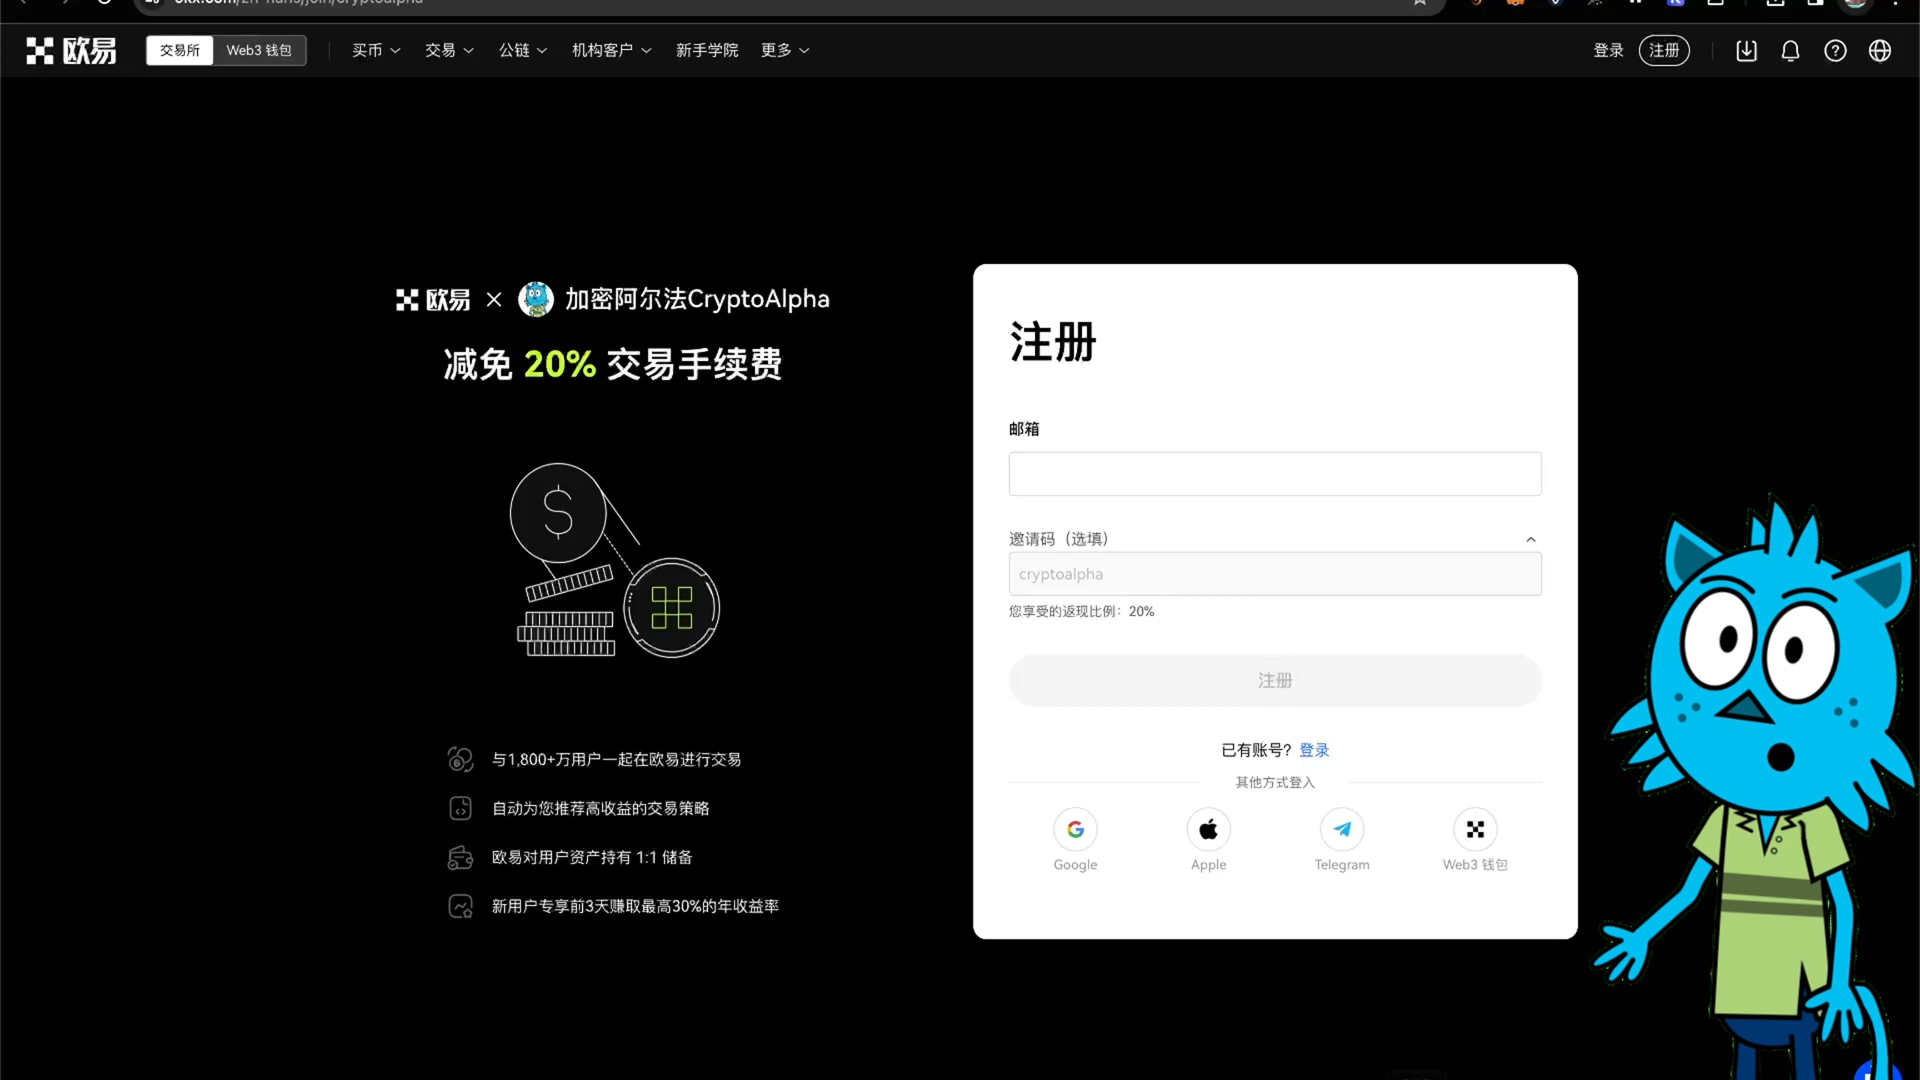 okx.com/zh-hans/join/cryptoalpha
欧易
交易所
Web3 钱包
买币
交易
公链
机构客户
新手学院
更多
登录
注册
欧易 × 加密阿尔法CryptoAlpha
减免 20% 交易手续费
与1,800+万用户一起在欧易进行交易
自动为您推荐高收益的交易策略
欧易对用户资产持有 1:1 储备
新用户专享前3天赚取最高30%的年收益率
注册
邮箱
邀请码（选填）
cryptoalpha
您享受的返现比例：20%
注册
已有账号？登录
其他方式登入
Google
Apple
Telegram
Web3 钱包